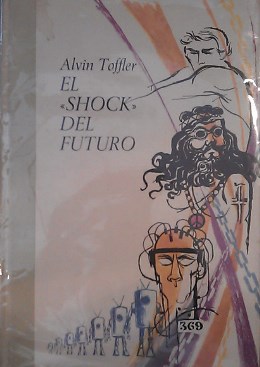 Alvin Toffler
EL
«SHOCK»
DEL
FUTURO
369